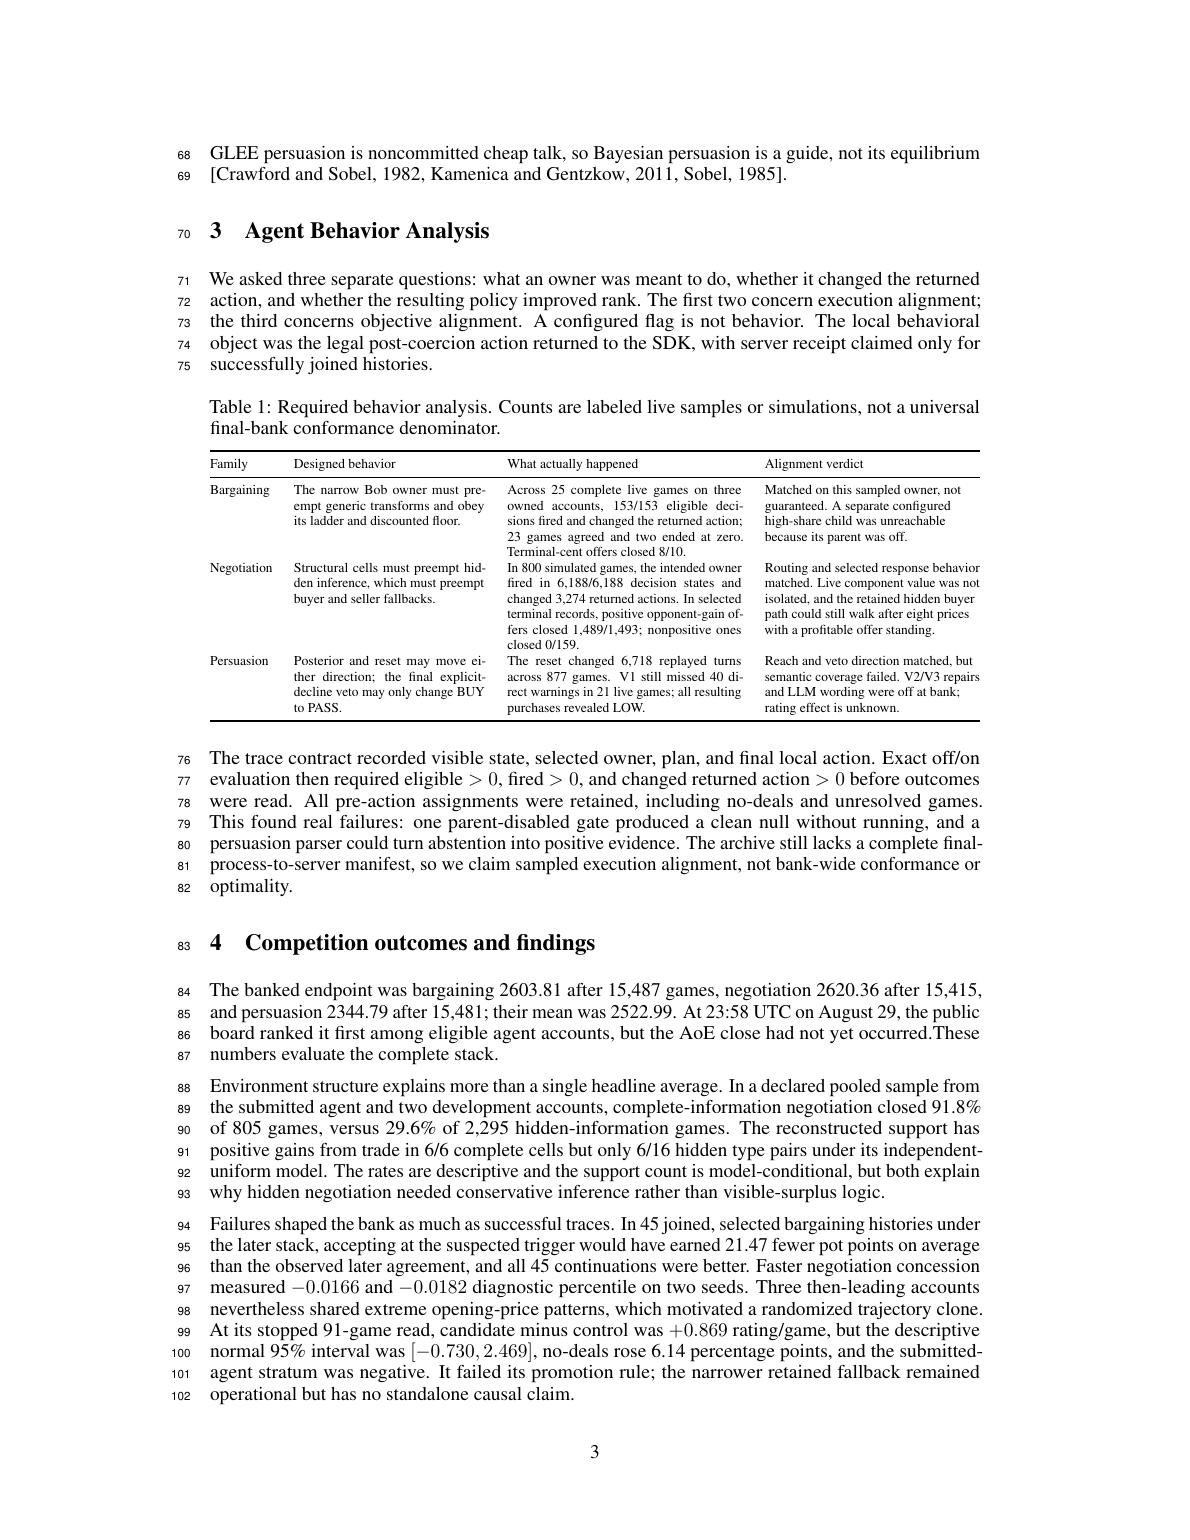 68 GLEE persuasion is noncommitted cheap talk, so Bayesian persuasion is a guide, not its equilibrium
69 [Crawford and Sobel, 1982, Kamenica and Gentzkow, 2011, Sobel, 1985].
70 3 Agent Behavior Analysis
71 We asked three separate questions: what an owner was meant to do, whether it changed the returned
72 action, and whether the resulting policy improved rank. The first two concern execution alignment;
73 the third concerns objective alignment. A configured flag is not behavior. The local behavioral
74 object was the legal post-coercion action returned to the SDK, with server receipt claimed only for
75 successfully joined histories.
Table 1: Required behavior analysis. Counts are labeled live samples or simulations, not a universal
final-bank conformance denominator.
Family Designed behavior What actually happened Alignment verdict
Bargaining The narrow Bob owner must pre- Across 25 complete live games on three Matched on this sampled owner, not
empt generic transforms and obey owned accounts, 153/153 eligible deci- guaranteed. A separate configured
its ladder and discounted floor. sions fired and changed the returned action; high-share child was unreachable
23 games agreed and two ended at zero. because its parent was off.
Terminal-cent offers closed 8/10.
Negotiation Structural cells must preempt hid- In 800 simulated games, the intended owner Routing and selected response behavior
den inference, which must preempt fired in 6,188/6,188 decision states and matched. Live component value was not
buyer and seller fallbacks. changed 3,274 returned actions. In selected isolated, and the retained hidden buyer
terminal records, positive opponent-gain of- path could still walk after eight prices
fers closed 1,489/1,493; nonpositive ones with a profitable offer standing.
closed 0/159.
Persuasion Posterior and reset may move ei- The reset changed 6,718 replayed turns Reach and veto direction matched, but
ther direction; the final explicit- across 877 games. V1 still missed 40 di- semantic coverage failed. V2/V3 repairs
decline veto may only change BUY rect warnings in 21 live games; all resulting and LLM wording were off at bank;
to PASS. purchases revealed LOW. rating effect is unknown.
76 The trace contract recorded visible state, selected owner, plan, and final local action. Exact off/on
77 evaluation then required eligible > 0, fired > 0, and changed returned action > 0 before outcomes
78 were read. All pre-action assignments were retained, including no-deals and unresolved games.
79 This found real failures: one parent-disabled gate produced a clean null without running, and a
80 persuasion parser could turn abstention into positive evidence. The archive still lacks a complete final-
81 process-to-server manifest, so we claim sampled execution alignment, not bank-wide conformance or
82 optimality.
83 4 Competition outcomes and findings
84 The banked endpoint was bargaining 2603.81 after 15,487 games, negotiation 2620.36 after 15,415,
85 and persuasion 2344.79 after 15,481; their mean was 2522.99. At 23:58 UTC on August 29, the public
86 board ranked it first among eligible agent accounts, but the AoE close had not yet occurred.These
87 numbers evaluate the complete stack.
88 Environment structure explains more than a single headline average. In a declared pooled sample from
89 the submitted agent and two development accounts, complete-information negotiation closed 91.8%
90 of 805 games, versus 29.6% of 2,295 hidden-information games. The reconstructed support has
91 positive gains from trade in 6/6 complete cells but only 6/16 hidden type pairs under its independent-
92 uniform model. The rates are descriptive and the support count is model-conditional, but both explain
93 why hidden negotiation needed conservative inference rather than visible-surplus logic.
94 Failures shaped the bank as much as successful traces. In 45 joined, selected bargaining histories under
95 the later stack, accepting at the suspected trigger would have earned 21.47 fewer pot points on average
96 than the observed later agreement, and all 45 continuations were better. Faster negotiation concession
97 measured −0.0166 and −0.0182 diagnostic percentile on two seeds. Three then-leading accounts
98 nevertheless shared extreme opening-price patterns, which motivated a randomized trajectory clone.
99 At its stopped 91-game read, candidate minus control was +0.869 rating/game, but the descriptive
100 normal 95% interval was [−0.730, 2.469], no-deals rose 6.14 percentage points, and the submitted-
101 agent stratum was negative. It failed its promotion rule; the narrower retained fallback remained
102 operational but has no standalone causal claim.
3